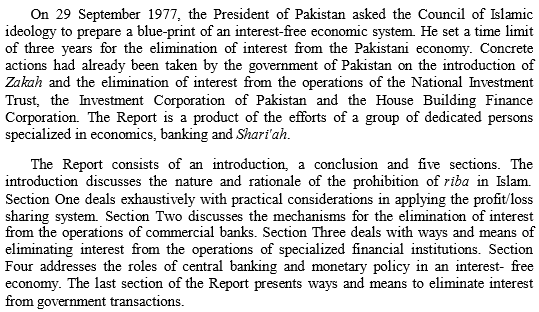 On 29 September 1977, the President of Pakistan asked the Council of Islamic
ideology to prepare a blue-print of an interest-free economic system. He set a time limit
of three years for the elimination of interest from the Pakistani economy. Concrete
actions had already been taken by the government of Pakistan on the introduction of
Zakah and the elimination of interest from the operations of the National Investment
Trust, the Investment Corporation of Pakistan and the House Building Finance
Corporation. The Report is a product of the efforts of a group of dedicated persons
specialized in economics, banking and Shari'ah.
The Report consists of an introduction, a conclusion and five sections. The
introduction discusses the nature and rationale of the prohibition of riba in Islam.
Section One deals exhaustively with practical considerations in applying the profit/loss
sharing system. Section Two discusses the mechanisms for the elimination of interest
from the operations of commercial banks. Section Three deals with ways and means of
eliminating interest from the operations of specialized financial institutions. Section
Four addresses the roles of central banking and monetary policy in an interest- free
economy. The last section of the Report presents ways and means to eliminate interest
from government transactions.